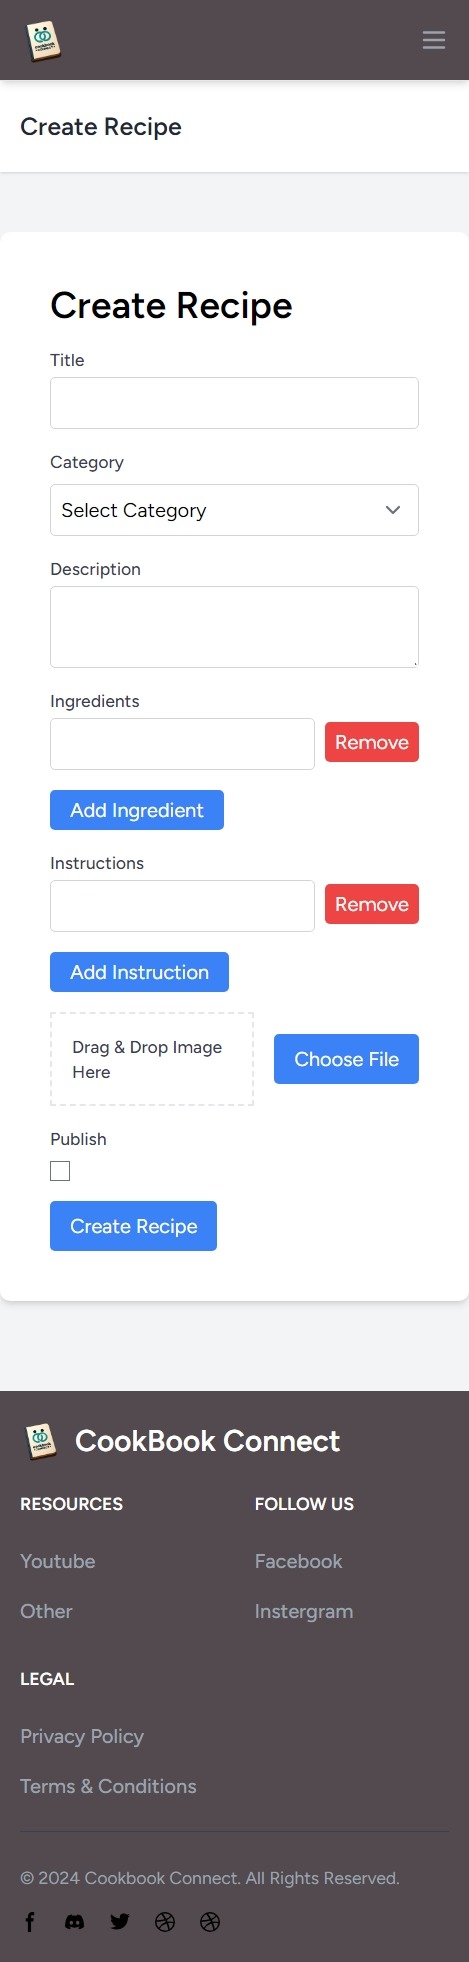 Create Recipe
Create Recipe
Title
Category
Select Category
Description
Ingredients
Remove
Add Ingredient
Instructions
Remove
Add Instruction
Drag & Drop Image
Here
Choose File
Publish
Create Recipe
CookBook Connect
RESOURCES
Youtube
Other
FOLLOW US
Facebook
Instergram
LEGAL
Privacy Policy
Terms & Conditions
© 2024 Cookbook Connect. All Rights Reserved.